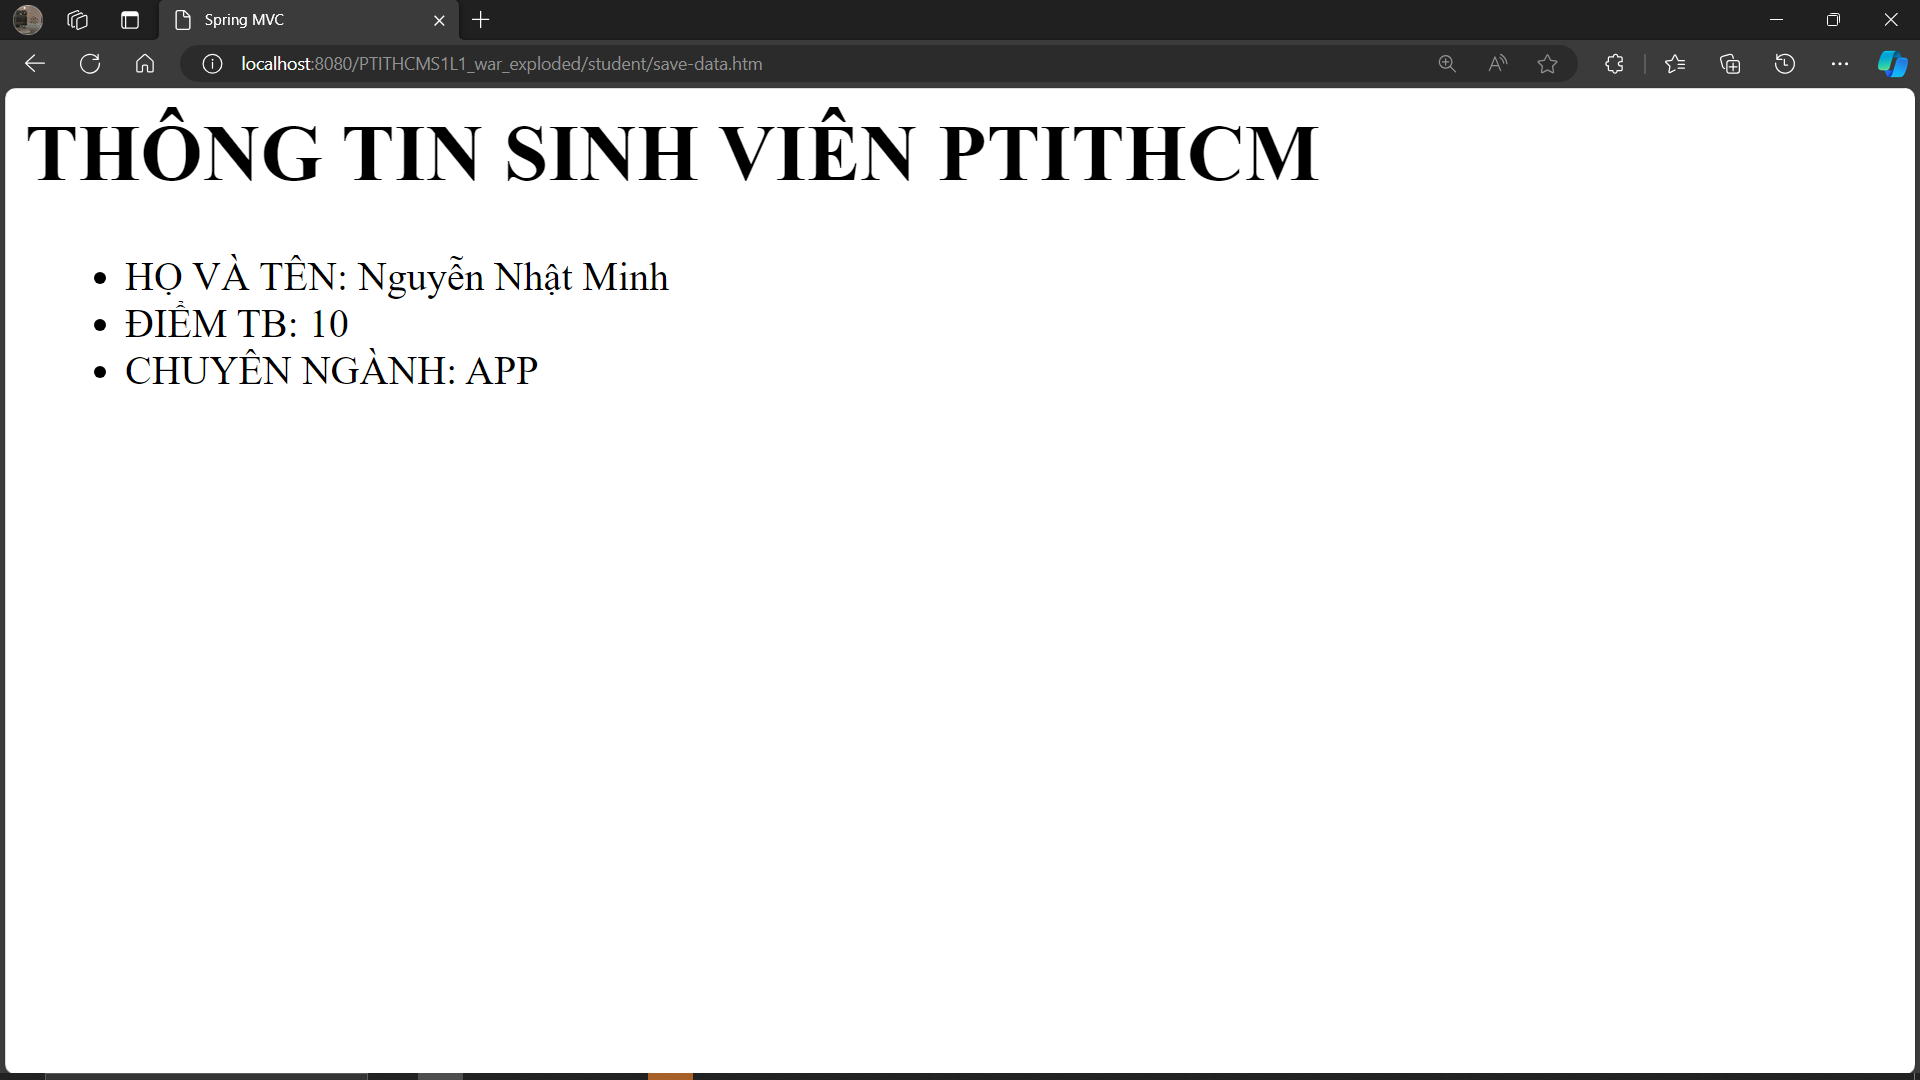 Spring MVC
localhost:8080/PTITHCMS1L1_war_exploded/student/save-data.htm
THÔNG TIN SINH VIÊN PTITHCM
HỌ VÀ TÊN: Nguyễn Nhật Minh
ĐIỂM TB: 10
CHUYÊN NGÀNH: APP